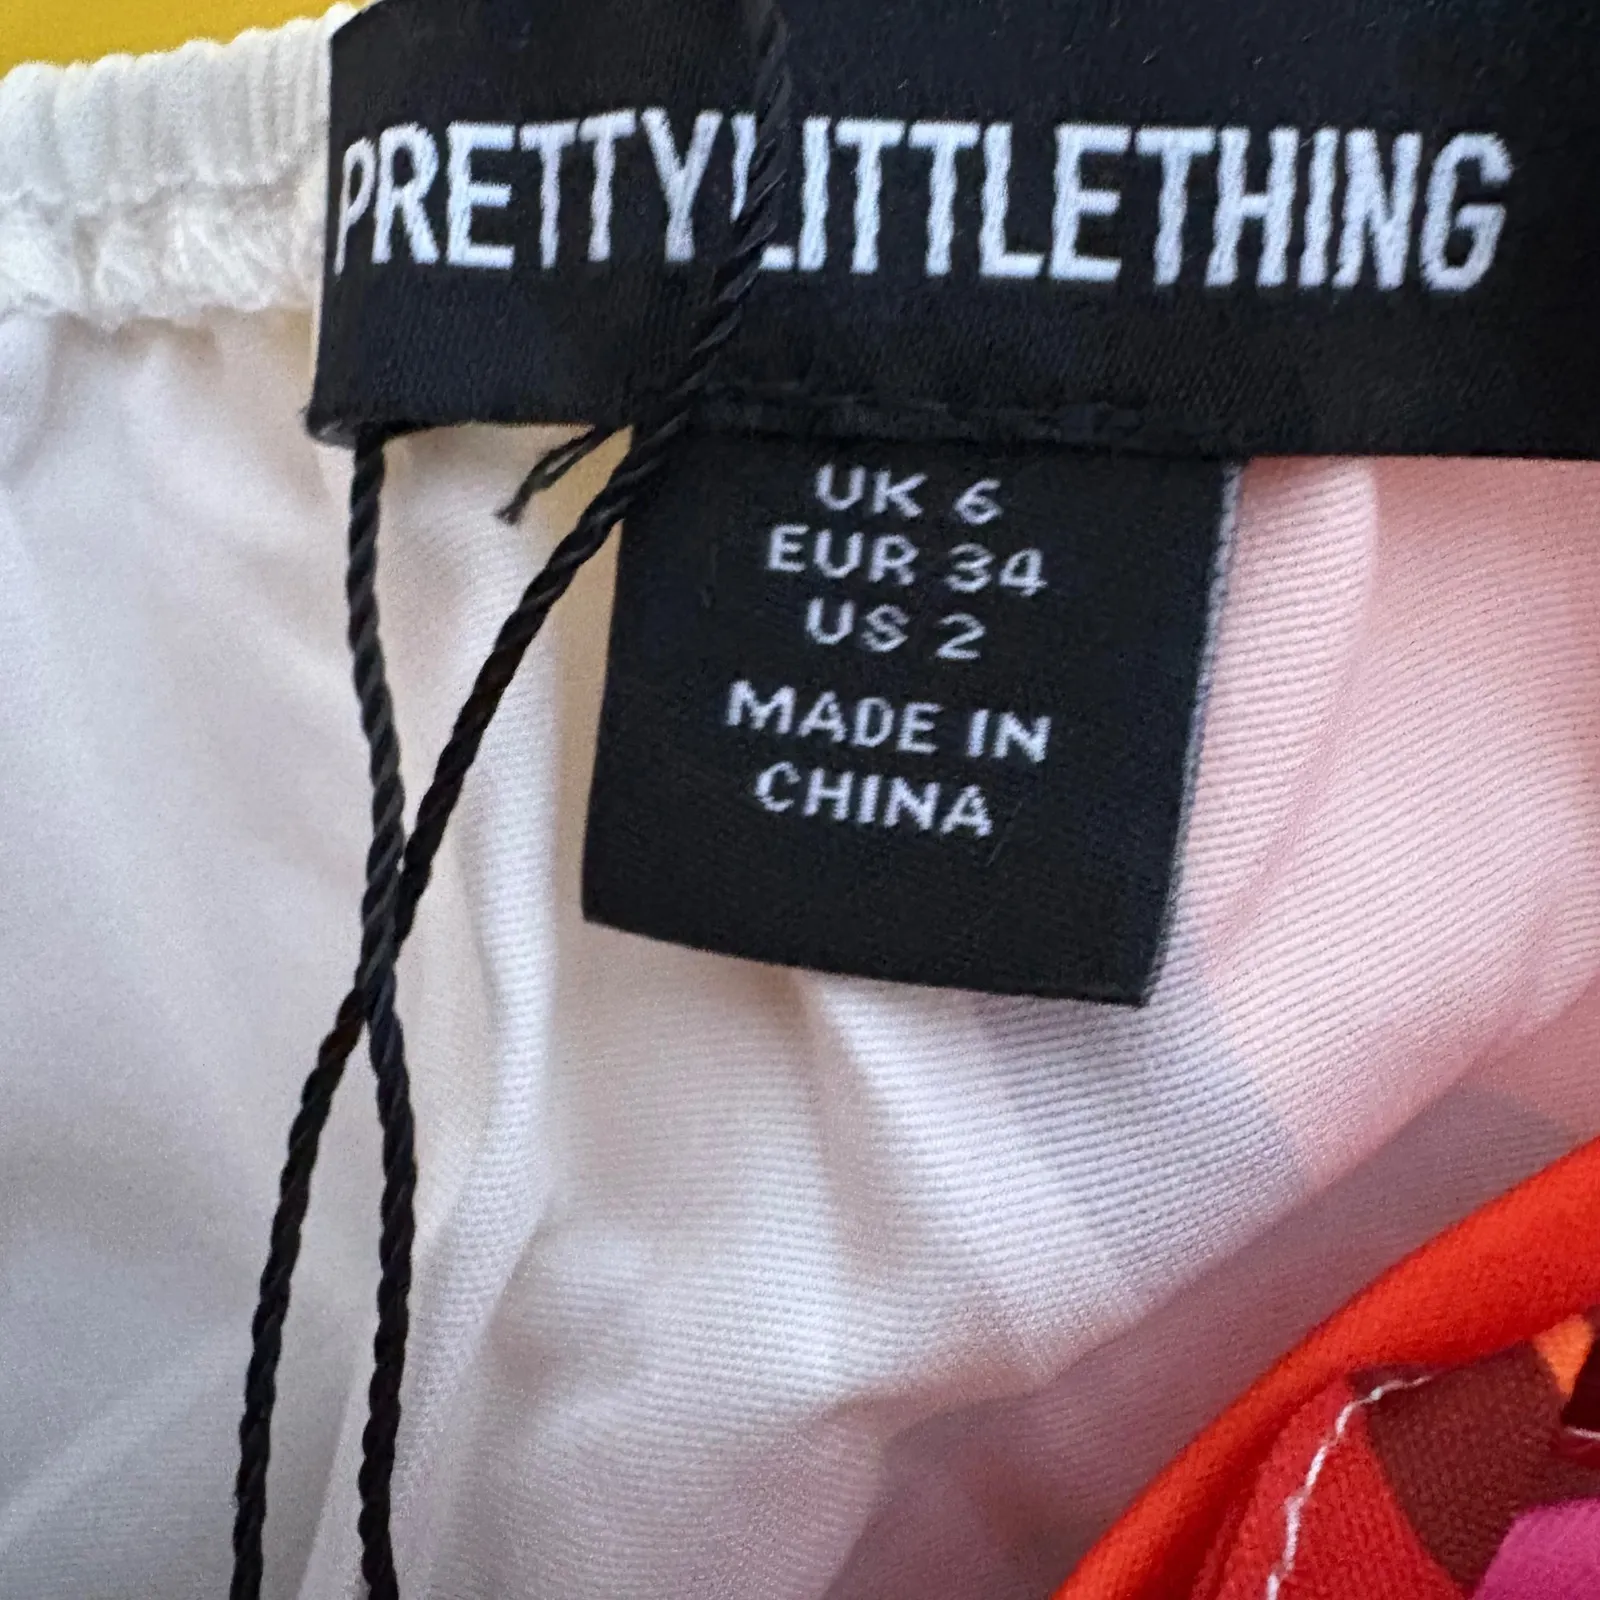 PRETTYLITTLETHING
UK 6
EUR 34
US 2
MADE IN
CHINA